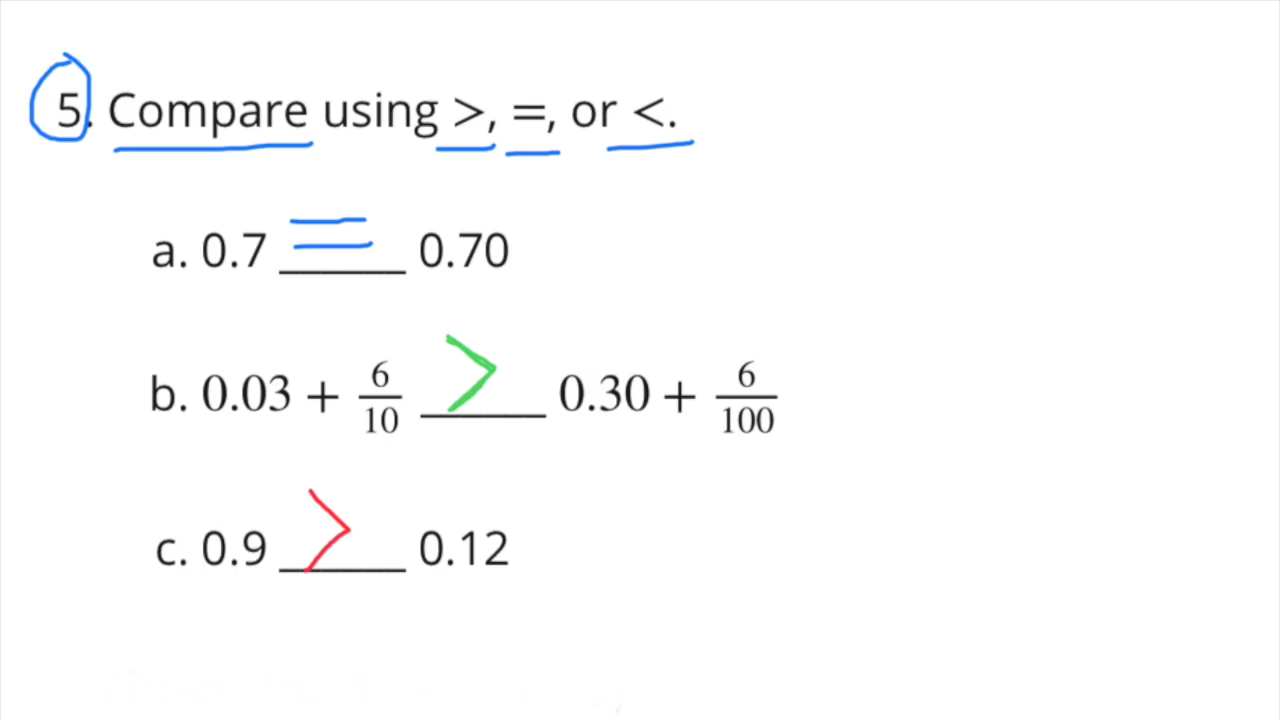 5. Compare using >, =, or <.
a. 0.7 = 0.70
b. 0.03 + 6/10 > 0.30 + 6/100
c. 0.9 > 0.12